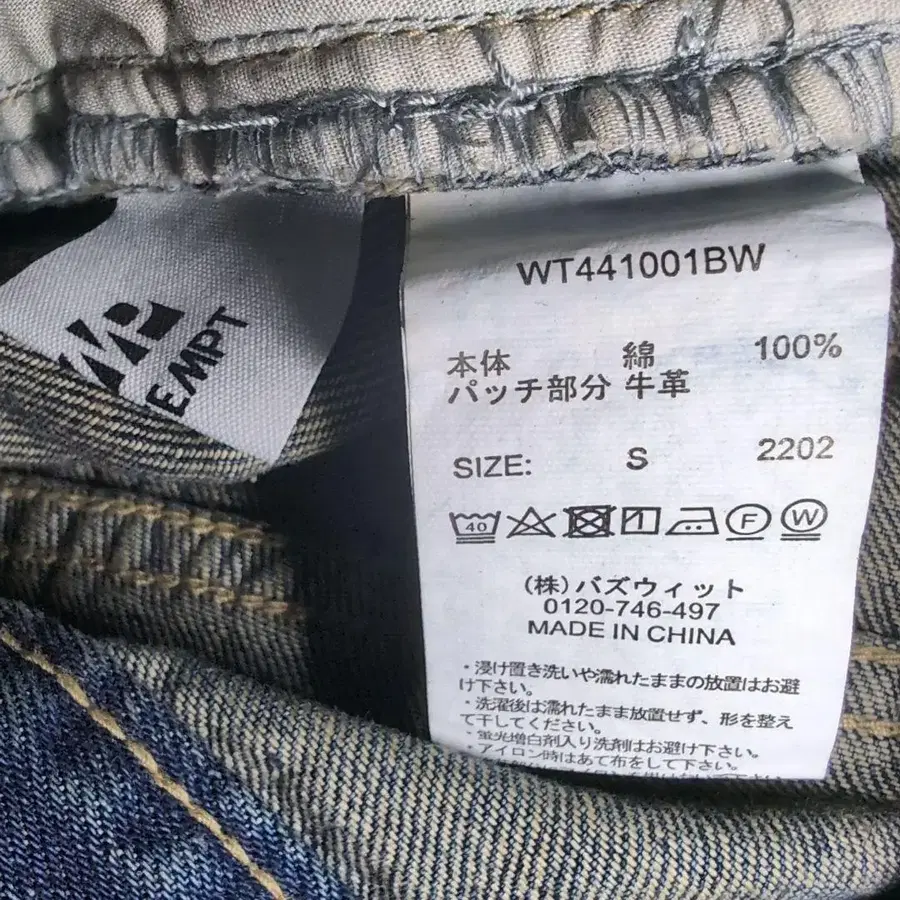 EMPT
WT441001BW
本体 綿 100%
パッチ部分 牛革
SIZE: S 2202
40 F W
(株)バズウィット
0120-746-497
MADE IN CHINA
・浸け置き洗いや濡れたままの放置はお避
け下さい。
・洗濯後は濡れたまま放置せず、形を整え
て干してください。
・蛍光増白剤入り洗剤はお避け下さい。
・アイロン時はあて布をして下さい。